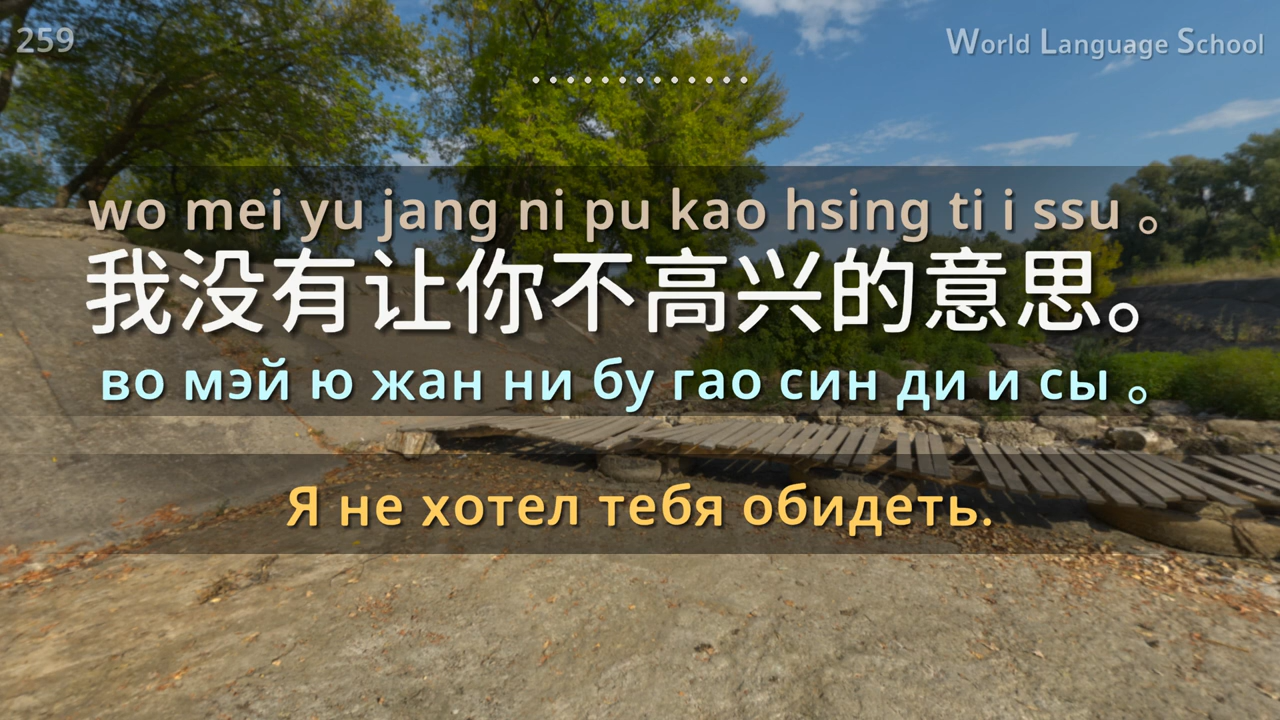 259
World Language School
wo mei yu jang ni pu kao hsing ti i ssu 。
我没有让你不高兴的意思。
во мэй ю жан ни бу гао син ди и сы 。
Я не хотел тебя обидеть.